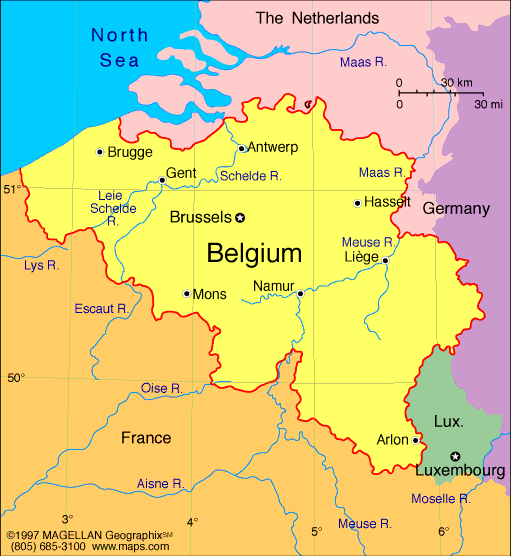 The Netherlands
North
Sea
Maas R.
0 30 km
0 30 mi
Brugge
Antwerp
Gent
Schelde R.
Maas R.
51°
Leie
Schelde
R.
Hasselt
Germany
Brussels
Meuse R.
Belgium
Liège
Lys R.
Namur
Mons
Escaut R.
50°
Oise R.
Lux.
France
Arlon
Luxembourg
Aisne R.
Moselle R.
3° 4° 5° 6°
Meuse R.
©1997 MAGELLAN Geographix℠
(805) 685-3100 www.maps.com